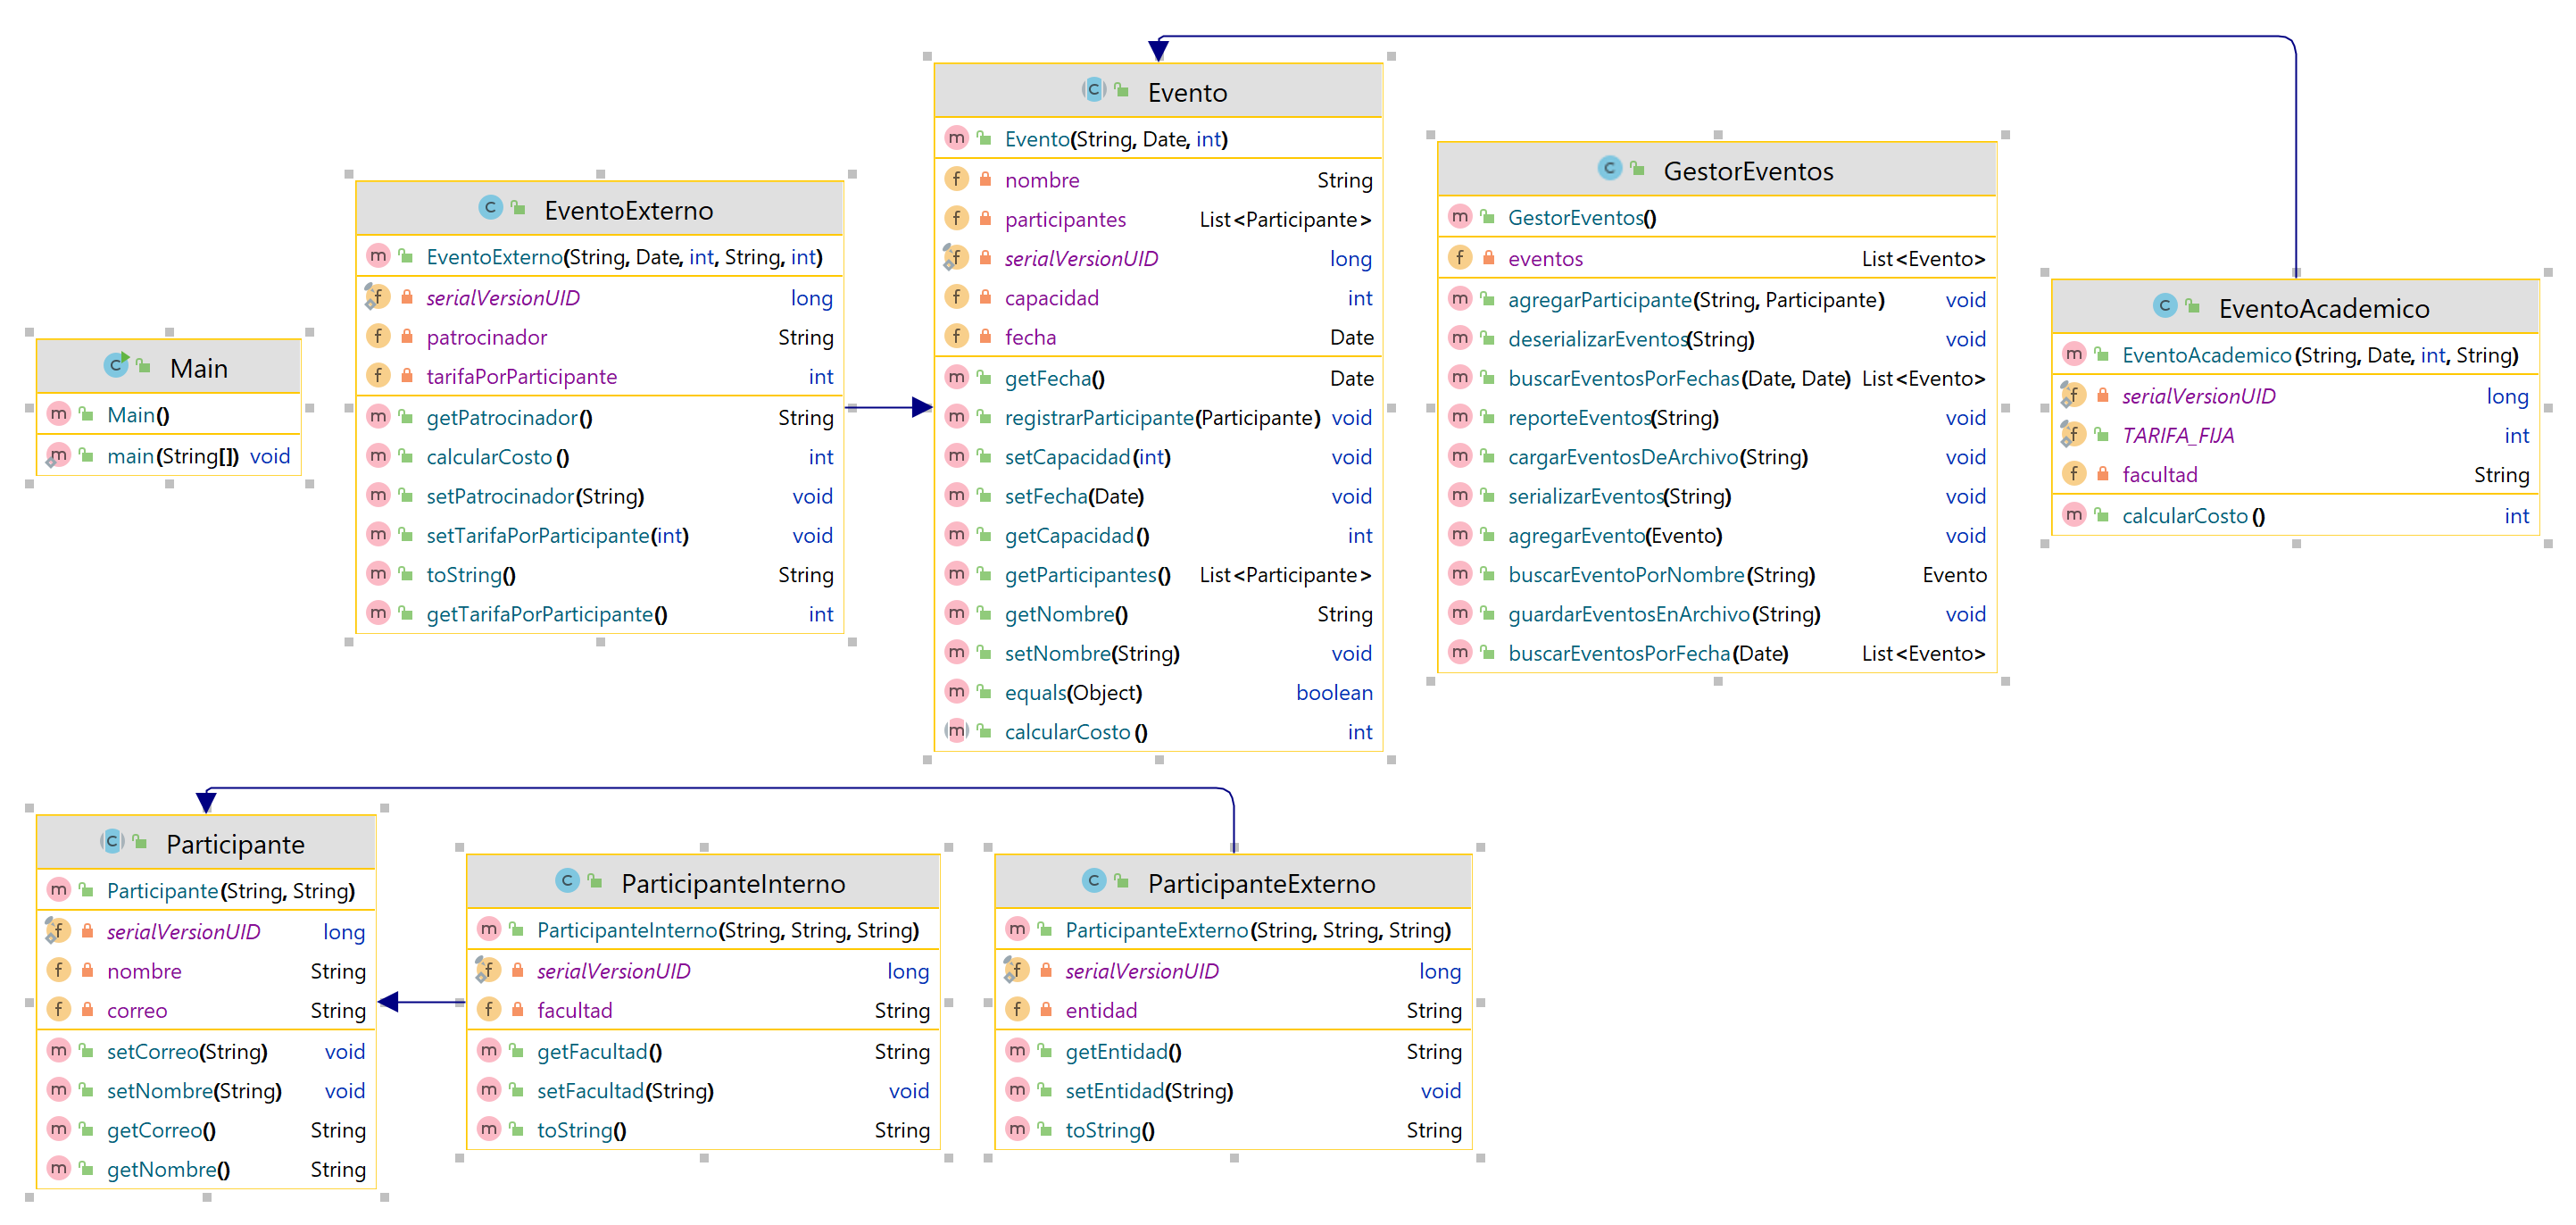 Main
Main()
main(String[]) void
EventoExterno
EventoExterno(String, Date, int, String, int)
serialVersionUID long
patrocinador String
tarifaPorParticipante int
getPatrocinador() String
calcularCosto() int
setPatrocinador(String) void
setTarifaPorParticipante(int) void
toString() String
getTarifaPorParticipante() int
Evento
Evento(String, Date, int)
nombre String
participantes List<Participante>
serialVersionUID long
capacidad int
fecha Date
getFecha() Date
registrarParticipante(Participante) void
setCapacidad(int) void
setFecha(Date) void
getCapacidad() int
getParticipantes() List<Participante>
getNombre() String
setNombre(String) void
equals(Object) boolean
calcularCosto() int
GestorEventos
GestorEventos()
eventos List<Evento>
agregarParticipante(String, Participante) void
deserializarEventos(String) void
buscarEventosPorFechas(Date, Date) List<Evento>
reporteEventos(String) void
cargarEventosDeArchivo(String) void
serializarEventos(String) void
agregarEvento(Evento) void
buscarEventoPorNombre(String) Evento
guardarEventosEnArchivo(String) void
buscarEventosPorFecha(Date) List<Evento>
EventoAcademico
EventoAcademico(String, Date, int, String)
serialVersionUID long
TARIFA_FIJA int
facultad String
calcularCosto() int
Participante
Participante(String, String)
serialVersionUID long
nombre String
correo String
setCorreo(String) void
setNombre(String) void
getCorreo() String
getNombre() String
ParticipanteInterno
ParticipanteInterno(String, String, String)
serialVersionUID long
facultad String
getFacultad() String
setFacultad(String) void
toString() String
ParticipanteExterno
ParticipanteExterno(String, String, String)
serialVersionUID long
entidad String
getEntidad() String
setEntidad(String) void
toString() String